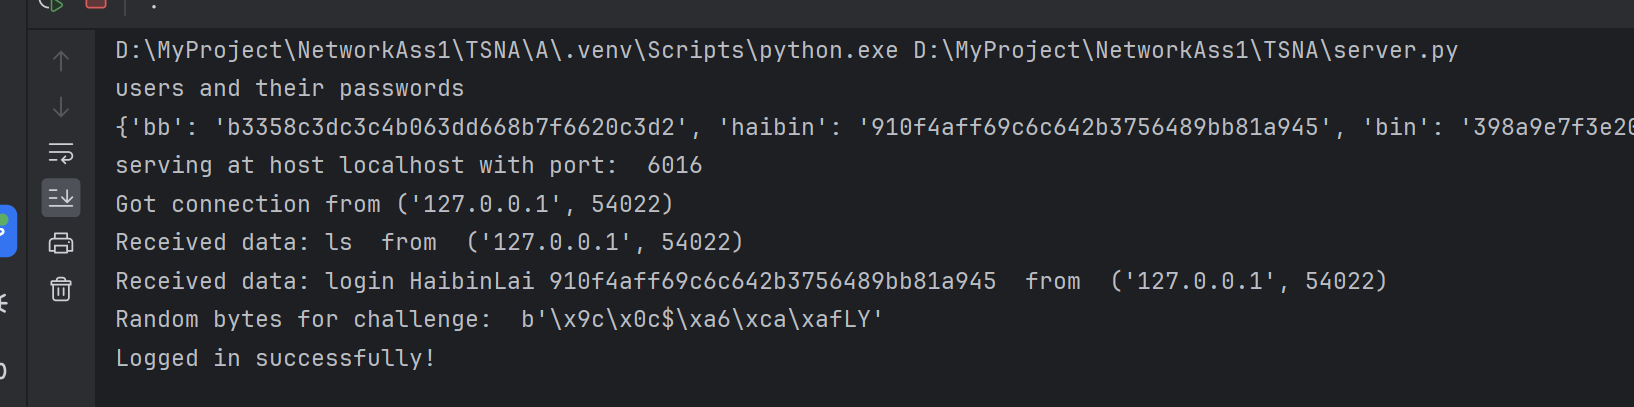 D:\MyProject\NetworkAss1\TSNA\A\.venv\Scripts\python.exe D:\MyProject\NetworkAss1\TSNA\server.py
users and their passwords
{'bb': 'b3358c3dc3c4b063dd668b7f6620c3d2', 'haibin': '910f4aff69c6c642b3756489bb81a945', 'bin': '398a9e7f3e20
serving at host localhost with port:  6016
Got connection from ('127.0.0.1', 54022)
Received data: ls  from  ('127.0.0.1', 54022)
Received data: login HaibinLai 910f4aff69c6c642b3756489bb81a945  from  ('127.0.0.1', 54022)
Random bytes for challenge:  b'\x9c\x0c$\xa6\xca\xafLY'
Logged in successfully!